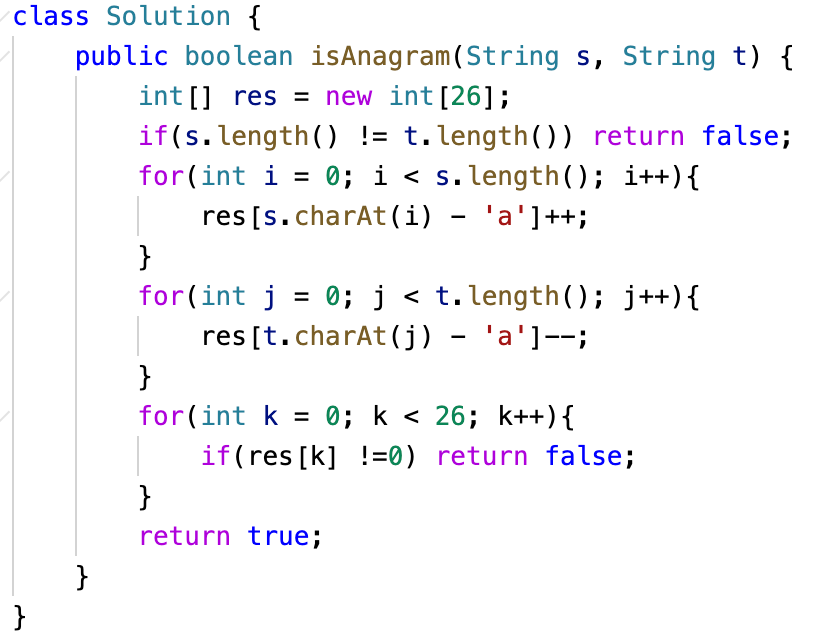 class Solution {
    public boolean isAnagram(String s, String t) {
        int[] res = new int[26];
        if(s.length() != t.length()) return false;
        for(int i = 0; i < s.length(); i++){
            res[s.charAt(i) - 'a']++;
        }
        for(int j = 0; j < t.length(); j++){
            res[t.charAt(j) - 'a']--;
        }
        for(int k = 0; k < 26; k++){
            if(res[k] !=0) return false;
        }
        return true;
    }
}